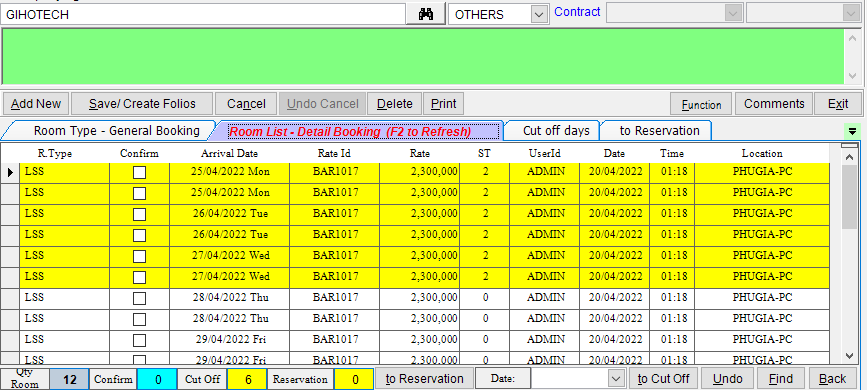 GIHOTECH OTHERS Contract
Add New Save/ Create Folios Cancel Undo Cancel Delete Print Function Comments Exit
Room Type - General Booking Room List - Detail Booking (F2 to Refresh) Cut off days to Reservation
R.Type Confirm Arrival Date Rate Id Rate ST UserId Date Time Location
LSS 25/04/2022 Mon BAR1017 2,300,000 2 ADMIN 20/04/2022 01:18 PHUGIA-PC
LSS 25/04/2022 Mon BAR1017 2,300,000 2 ADMIN 20/04/2022 01:18 PHUGIA-PC
LSS 26/04/2022 Tue BAR1017 2,300,000 2 ADMIN 20/04/2022 01:18 PHUGIA-PC
LSS 26/04/2022 Tue BAR1017 2,300,000 2 ADMIN 20/04/2022 01:18 PHUGIA-PC
LSS 27/04/2022 Wed BAR1017 2,300,000 2 ADMIN 20/04/2022 01:18 PHUGIA-PC
LSS 27/04/2022 Wed BAR1017 2,300,000 2 ADMIN 20/04/2022 01:18 PHUGIA-PC
LSS 28/04/2022 Thu BAR1017 2,300,000 0 ADMIN 20/04/2022 01:18 PHUGIA-PC
LSS 28/04/2022 Thu BAR1017 2,300,000 0 ADMIN 20/04/2022 01:18 PHUGIA-PC
LSS 29/04/2022 Fri BAR1017 2,300,000 0 ADMIN 20/04/2022 01:18 PHUGIA-PC
LSS 29/04/2022 Fri BAR1017 2,300,000 0 ADMIN 20/04/2022 01:18 PHUGIA-PC
Qty Room 12 Confirm 0 Cut Off 6 Reservation 0 to Reservation Date: to Cut Off Undo Find Back